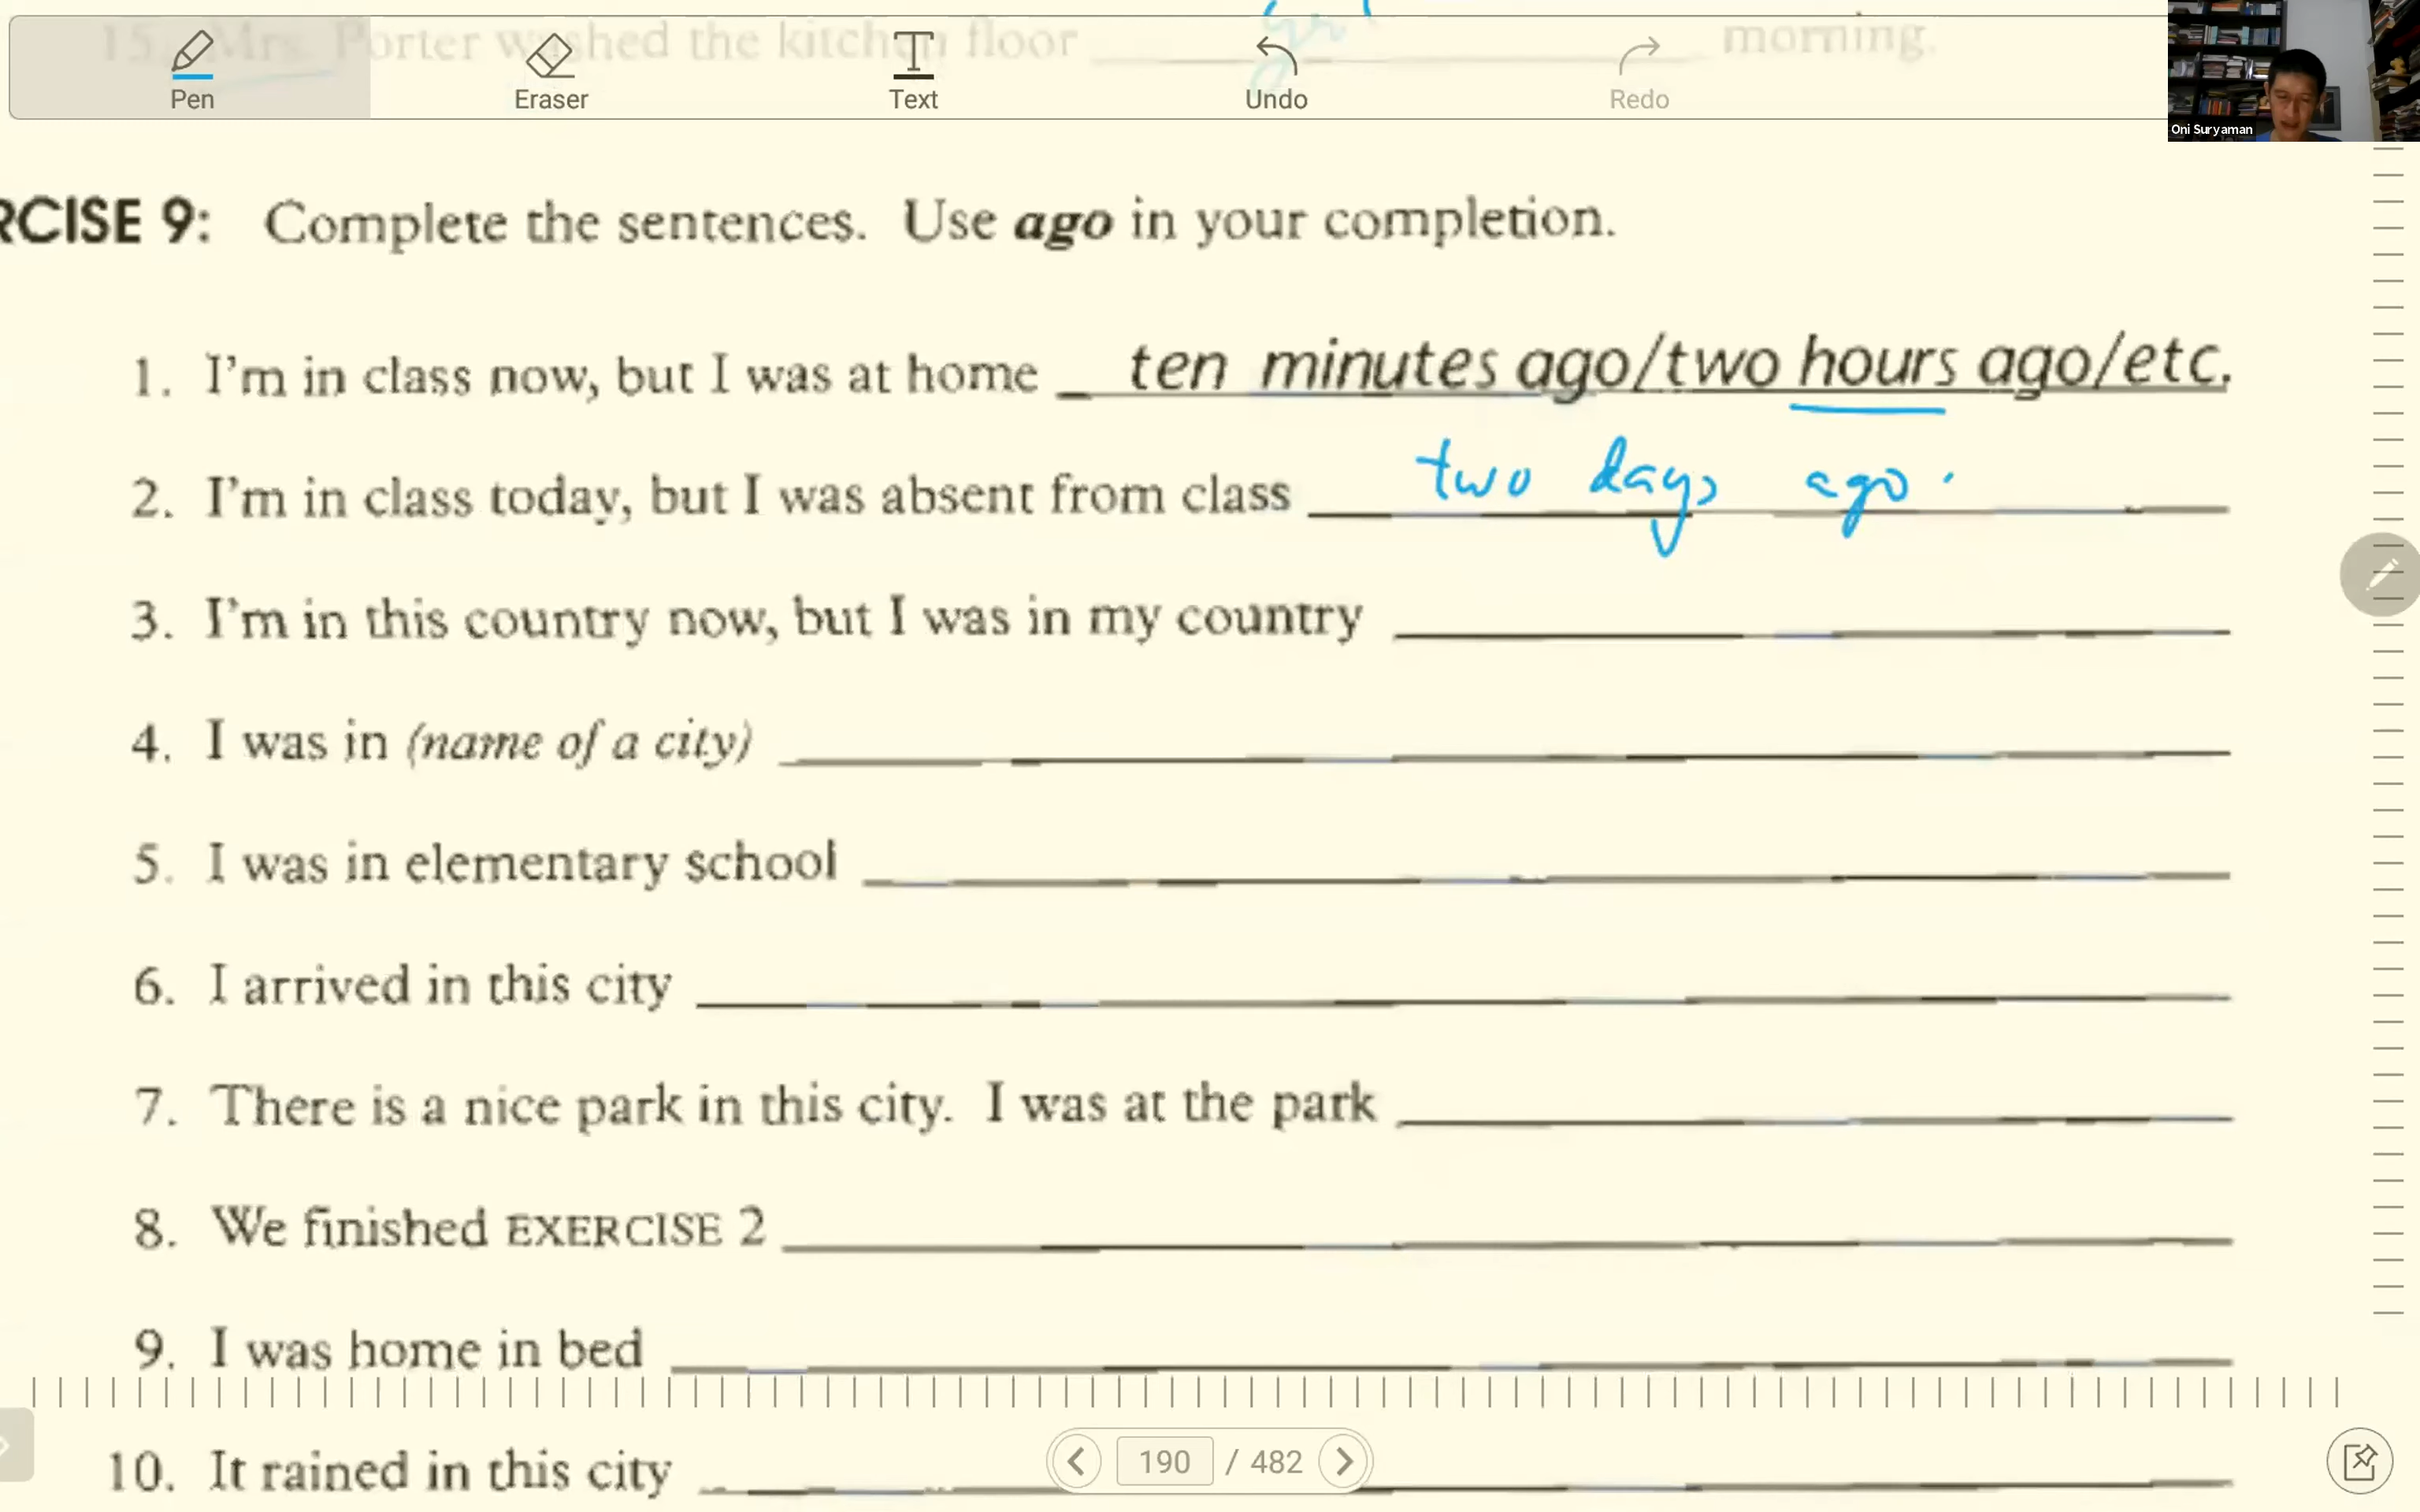 15. Mrs. Porter washed the kitchen floor morning.
Pen Eraser Text Undo Redo
Oni Suryaman
RCISE 9: Complete the sentences. Use ago in your completion.
1. I'm in class now, but I was at home ten minutes ago/two hours ago/etc.
2. I'm in class today, but I was absent from class two days ago.
3. I'm in this country now, but I was in my country
4. I was in (name of a city)
5. I was in elementary school
6. I arrived in this city
7. There is a nice park in this city. I was at the park
8. We finished EXERCISE 2
9. I was home in bed
10. It rained in this city
190 / 482